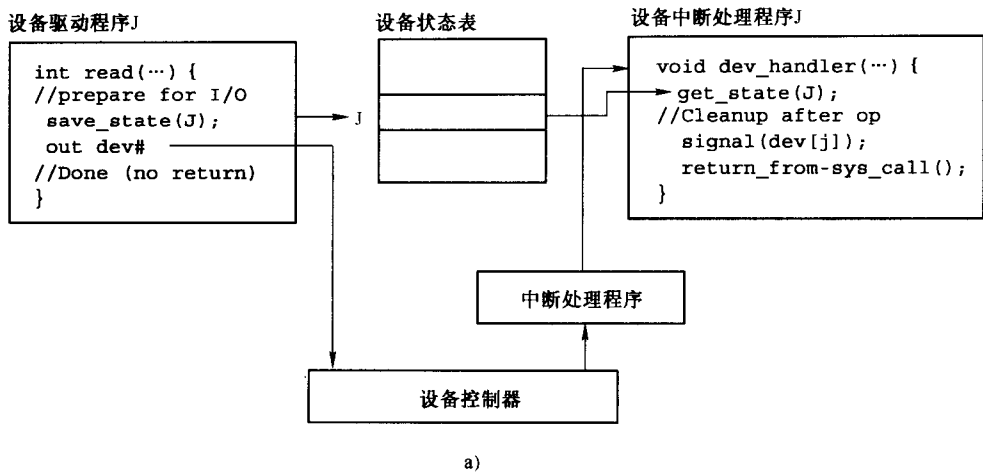 设备驱动程序J
int read(…) {
//prepare for I/O
save_state(J);
out dev#
//Done (no return)
}
J
设备状态表
设备中断处理程序J
void dev_handler(…) {
get_state(J);
//Cleanup after op
signal(dev[j]);
return_from-sys_call();
}
中断处理程序
设备控制器
a)